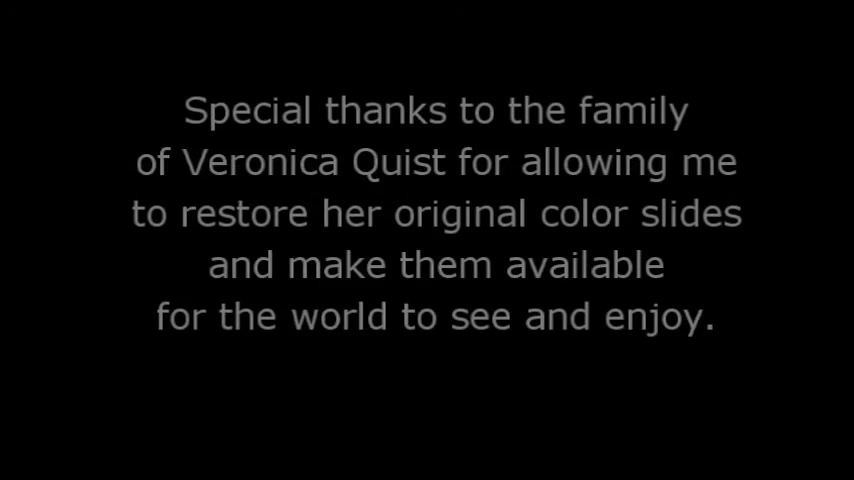 Special thanks to the family
of Veronica Quist for allowing me
to restore her original color slides
and make them available
for the world to see and enjoy.